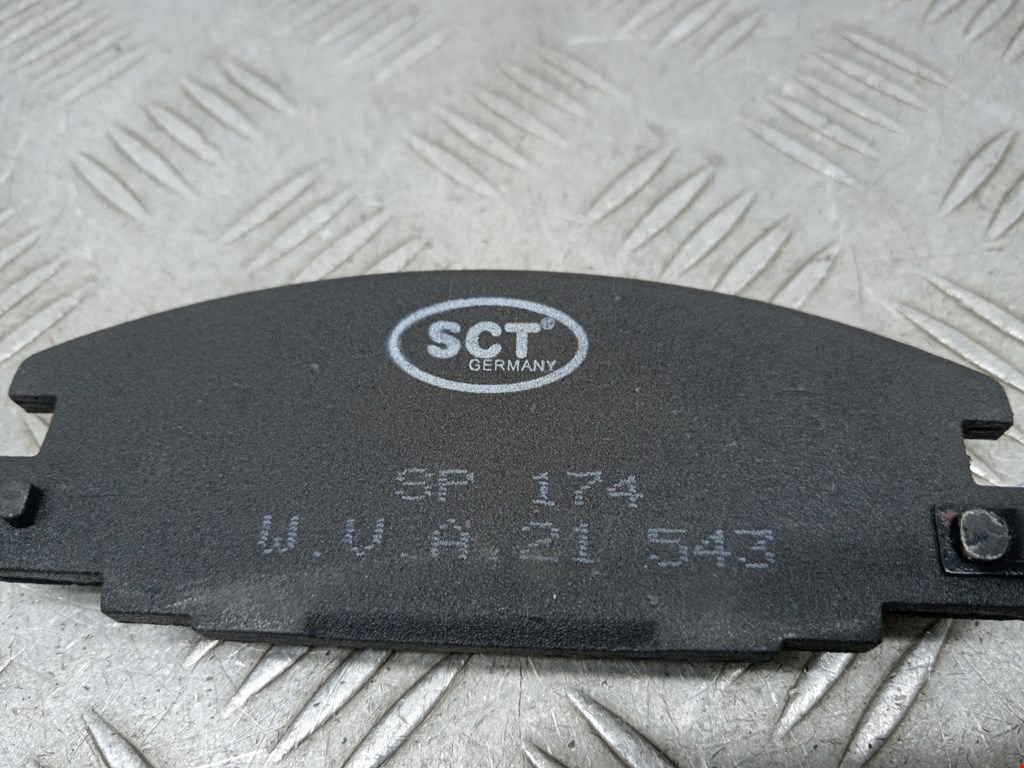 SCT®
GERMANY
SP 174
W.V.A.21 543